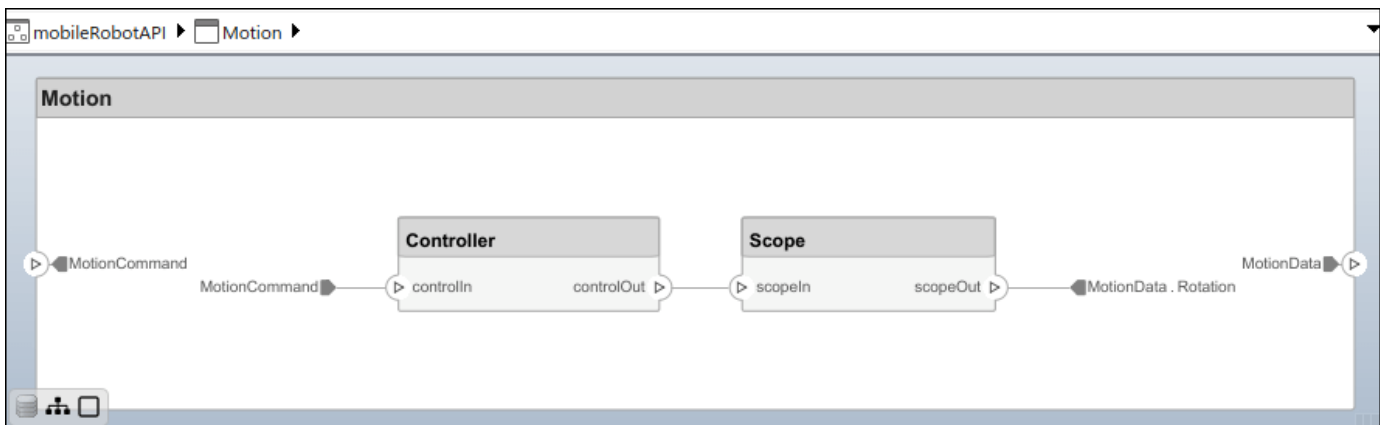 mobileRobotAPI Motion
Motion
Controller
Scope
MotionCommand
MotionData
MotionCommand
controlIn
controlOut
scopeIn
scopeOut
MotionData . Rotation